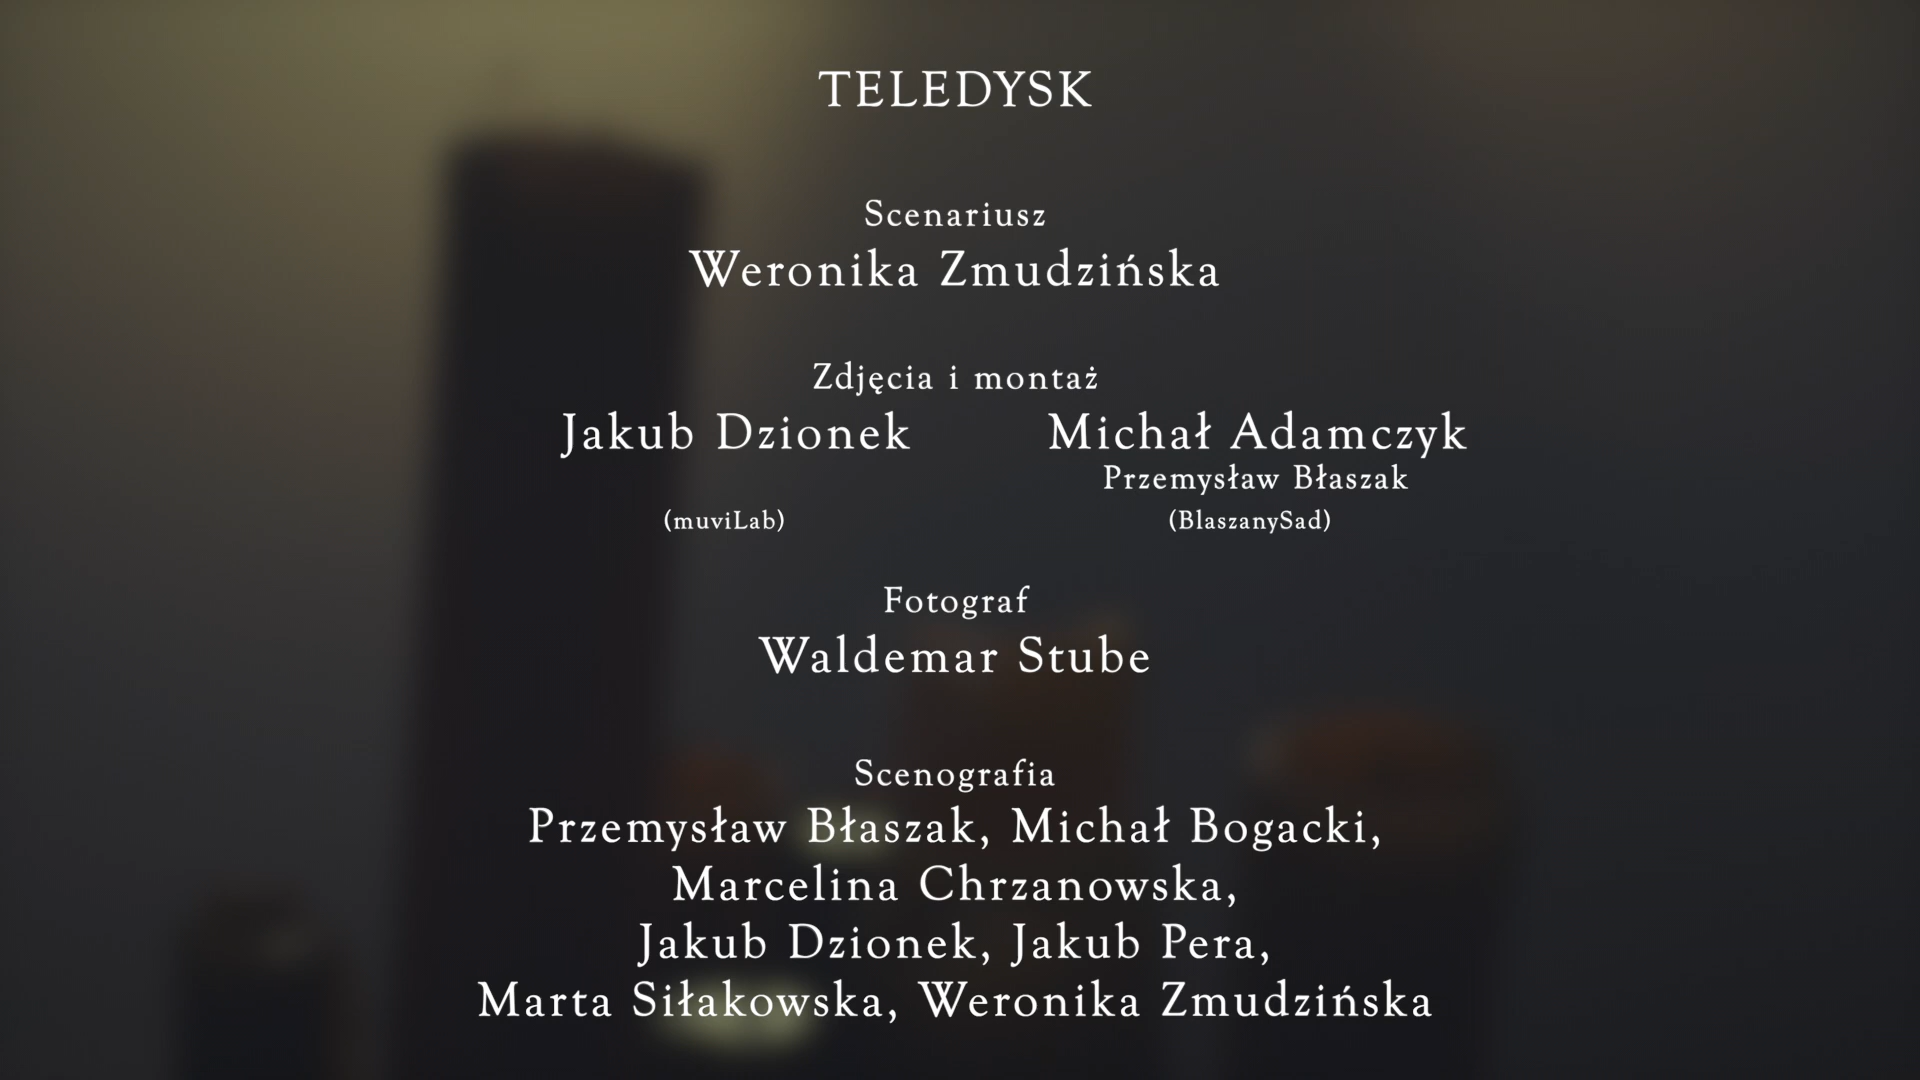 TELEDYSK
Scenariusz
Weronika Zmudzińska
Zdjęcia i montaż
Jakub Dzionek Michał Adamczyk
Przemysław Błaszak
(muviLab) (BlaszanySad)
Fotograf
Waldemar Stube
Scenografia
Przemysław Błaszak, Michał Bogacki,
Marcelina Chrzanowska,
Jakub Dzionek, Jakub Pera,
Marta Siłakowska, Weronika Zmudzińska